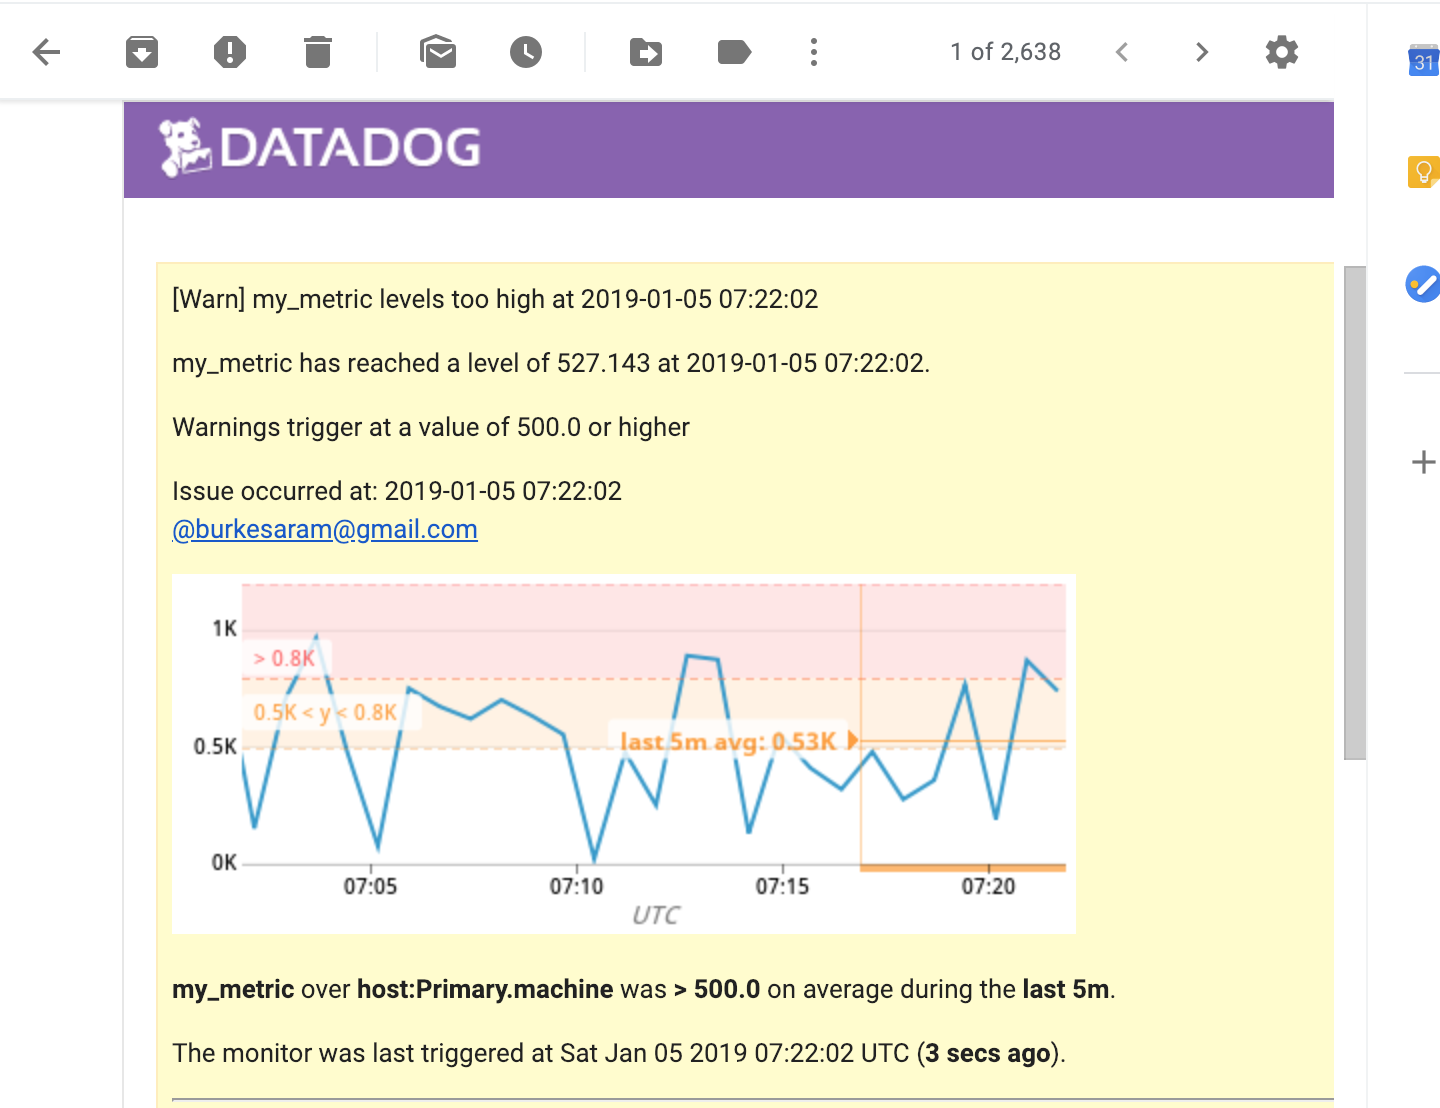 1 of 2,638
31
DATADOG
[Warn] my_metric levels too high at 2019-01-05 07:22:02
my_metric has reached a level of 527.143 at 2019-01-05 07:22:02.
Warnings trigger at a value of 500.0 or higher
Issue occurred at: 2019-01-05 07:22:02
@burkesaram@gmail.com
1K
> 0.8K
0.5K < y < 0.8K
0.5K
last 5m avg: 0.53K
0K
07:05 07:10 07:15 07:20
UTC
my_metric over host:Primary.machine was > 500.0 on average during the last 5m.
The monitor was last triggered at Sat Jan 05 2019 07:22:02 UTC (3 secs ago).